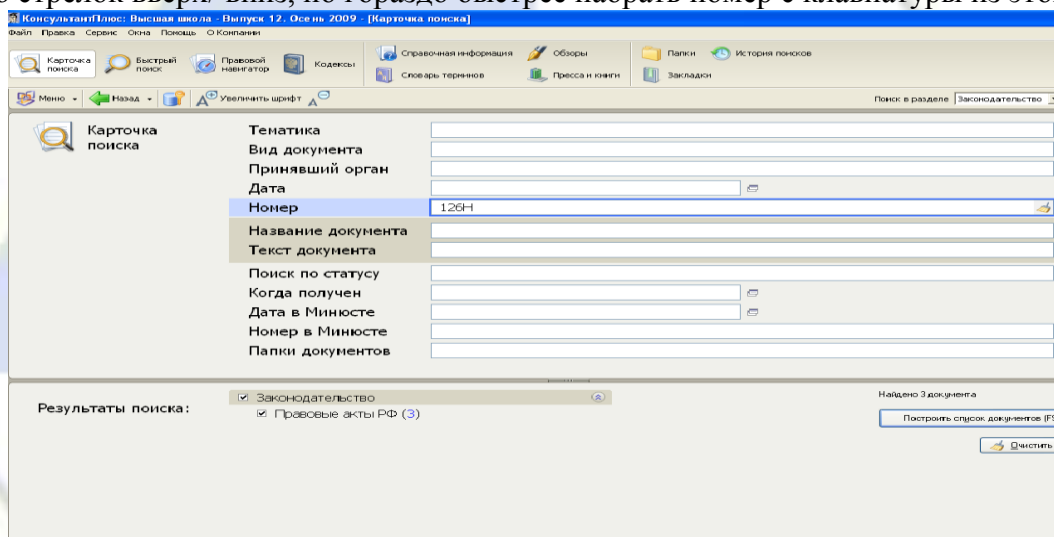 стрелок вверх/ вниз, но гораздо быстрее набрать номер с клавиатуры из
КонсультантПлюс: Высшая школа - Выпуск 12. Осень 2009 - [Карточка поиска]
Файл Правка Сервис Окна Помощь О Компании
Карточка поиска Быстрый поиск Правовой навигатор Кодексы Справочная информация Обзоры Папки История поисков
Словарь терминов Пресса и книги Закладки
Меню Назад Увеличить шрифт Поиск в разделе Законодательство
Карточка поиска
Тематика
Вид документа
Принявший орган
Дата
Номер 126Н
Название документа
Текст документа
Поиск по статусу
Когда получен
Дата в Минюсте
Номер в Минюсте
Папки документов
Результаты поиска:
Законодательство
Правовые акты РФ (3)
Найдено 3 документа
Построить список документов (F9
Очистить